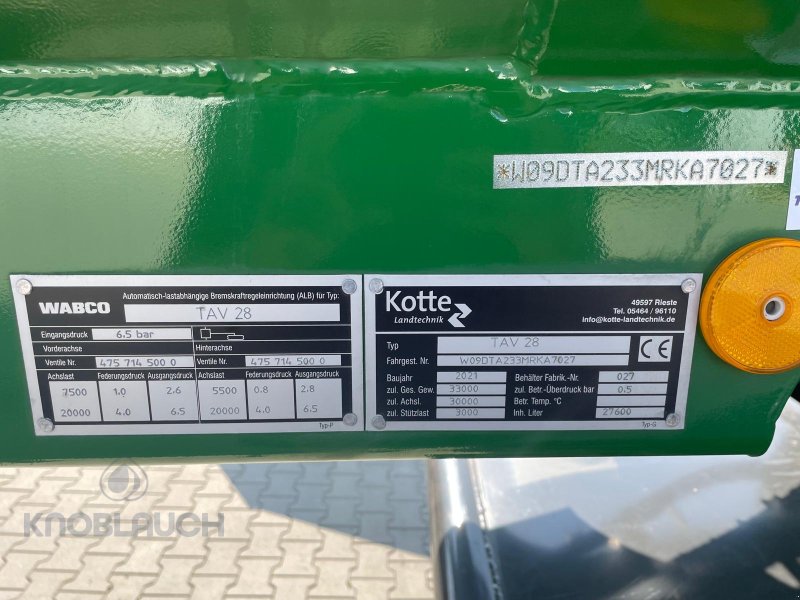 *W09DTA233MRKA7027*
WABCO
Automatisch-lastabhängige Bremskraftregeleinrichtung (ALB) für Typ:
TAV 28
Eingangsdruck 6.5 bar
Vorderachse Hinterachse
Ventile Nr. 475 714 500 0 Ventile Nr. 475 714 500 0
Achslast Federungsdruck Ausgangsdruck Achslast Federungsdruck Ausgangsdruck
7500 1.0 2.6 5500 0.8 2.8
20000 4.0 6.5 20000 4.0 6.5
Typ-P
Kotte
Landtechnik
49597 Rieste
Tel. 05464 / 96110
info@kotte-landtechnik.de
Typ TAV 28
Fahrgest. Nr. W09DTA233MRKA7027
CE
Baujahr 2021 Behälter Fabrik.-Nr. 027
zul. Ges. Gew. 33000 zul. Betr.-Überdruck bar 0.5
zul. Achsl. 30000 Betr. Temp. °C
zul. Stützlast 3000 Inh. Liter 27600
Typ-G
KNOBLAUCH